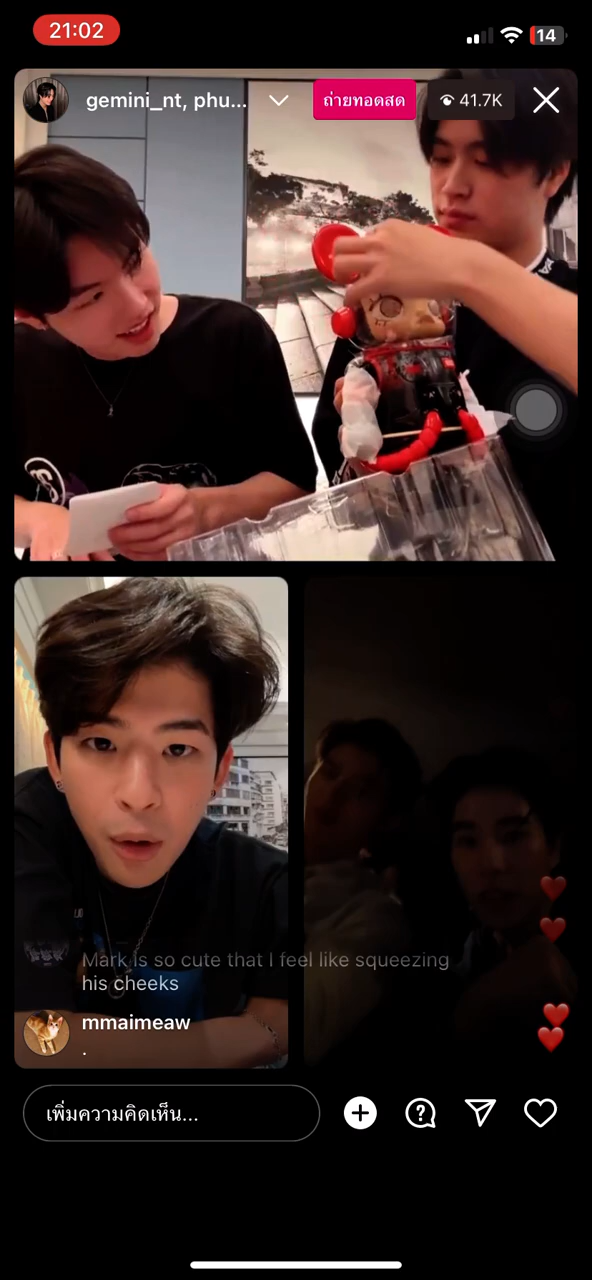 21:02
14
gemini_nt, phu...
ถ่ายทอดสด
41.7K
Mark is so cute that I feel like squeezing
his cheeks
mmaimeaw
.
เพิ่มความคิดเห็น...